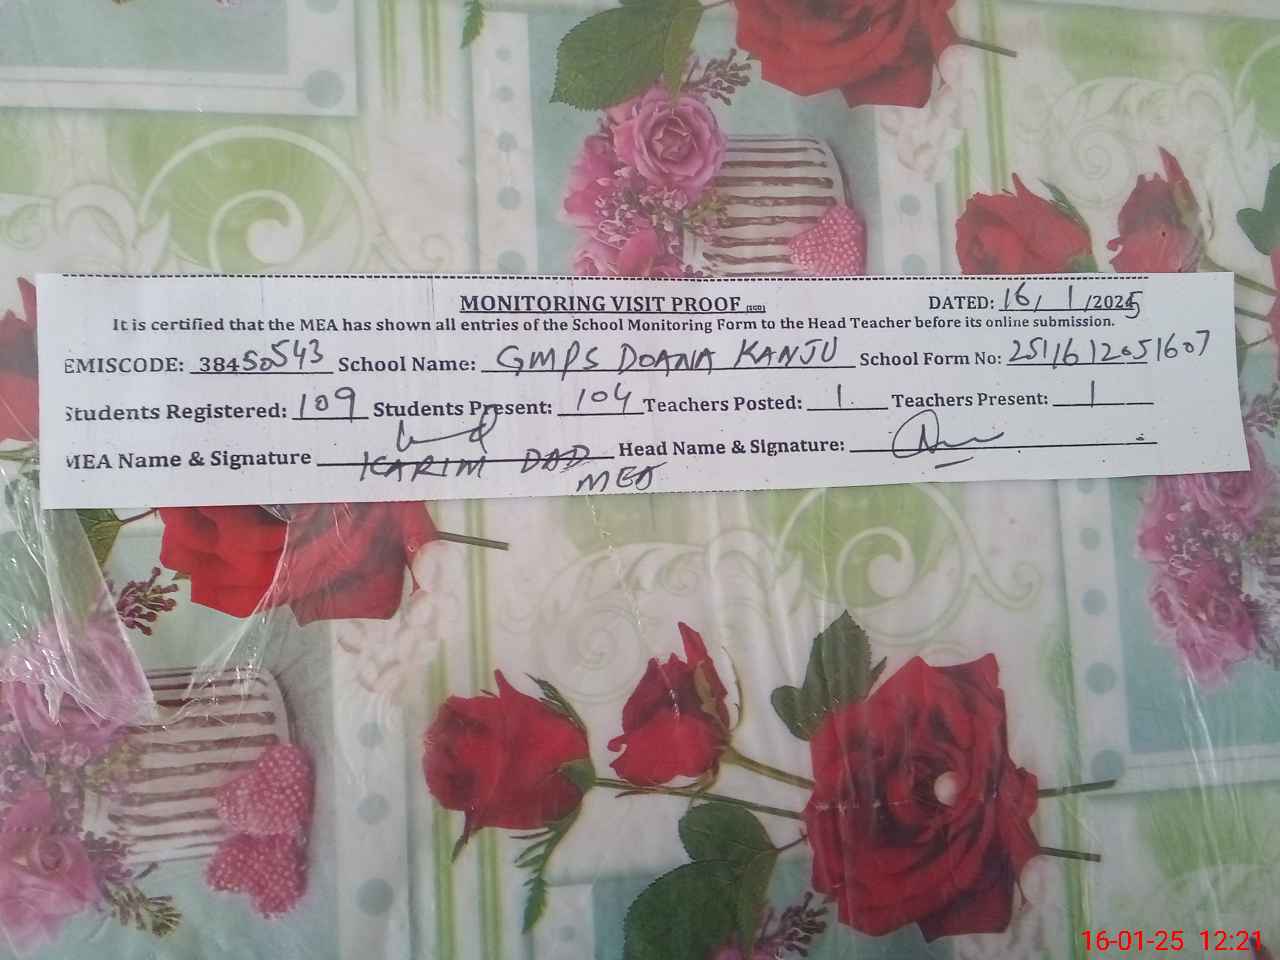 MONITORING VISIT PROOF DATED: 16/1/2025
It is certified that the MEA has shown all entries of the School Monitoring Form to the Head Teacher before its online submission.
EMISCODE: 38450543 School Name: GMPS DOANA KANJU School Form No: 2511612051607
Students Registered: 109 Students Present: 104 Teachers Posted: 1 Teachers Present: 1
MEA Name & Signature KARIM DAD Head Name & Signature:
MEA
16-01-25 12:21